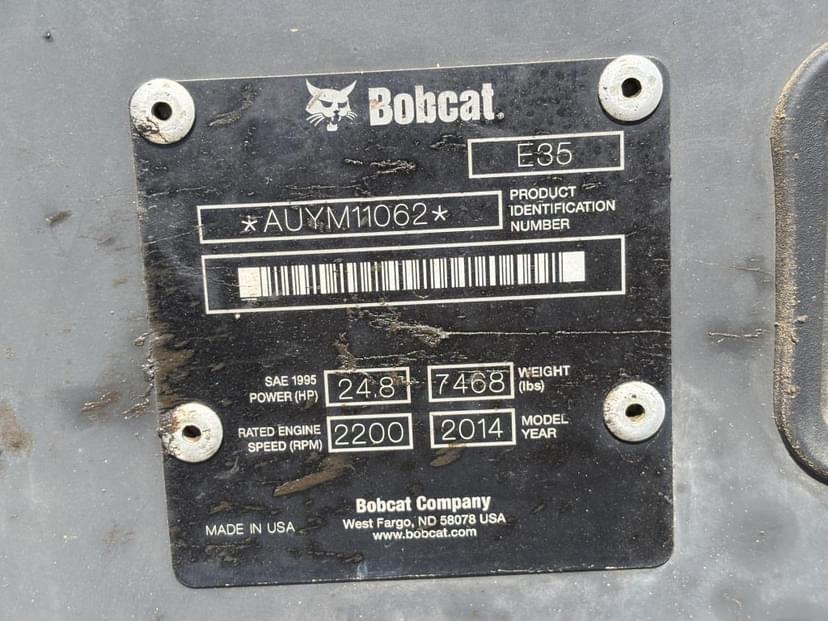 Bobcat.
E35
*AUYM11062*
PRODUCT
IDENTIFICATION
NUMBER
SAE 1995
POWER (HP)
24.8
7468
WEIGHT
(lbs)
RATED ENGINE
SPEED (RPM)
2200
2014
MODEL
YEAR
Bobcat Company
West Fargo, ND 58078 USA
www.bobcat.com
MADE IN USA